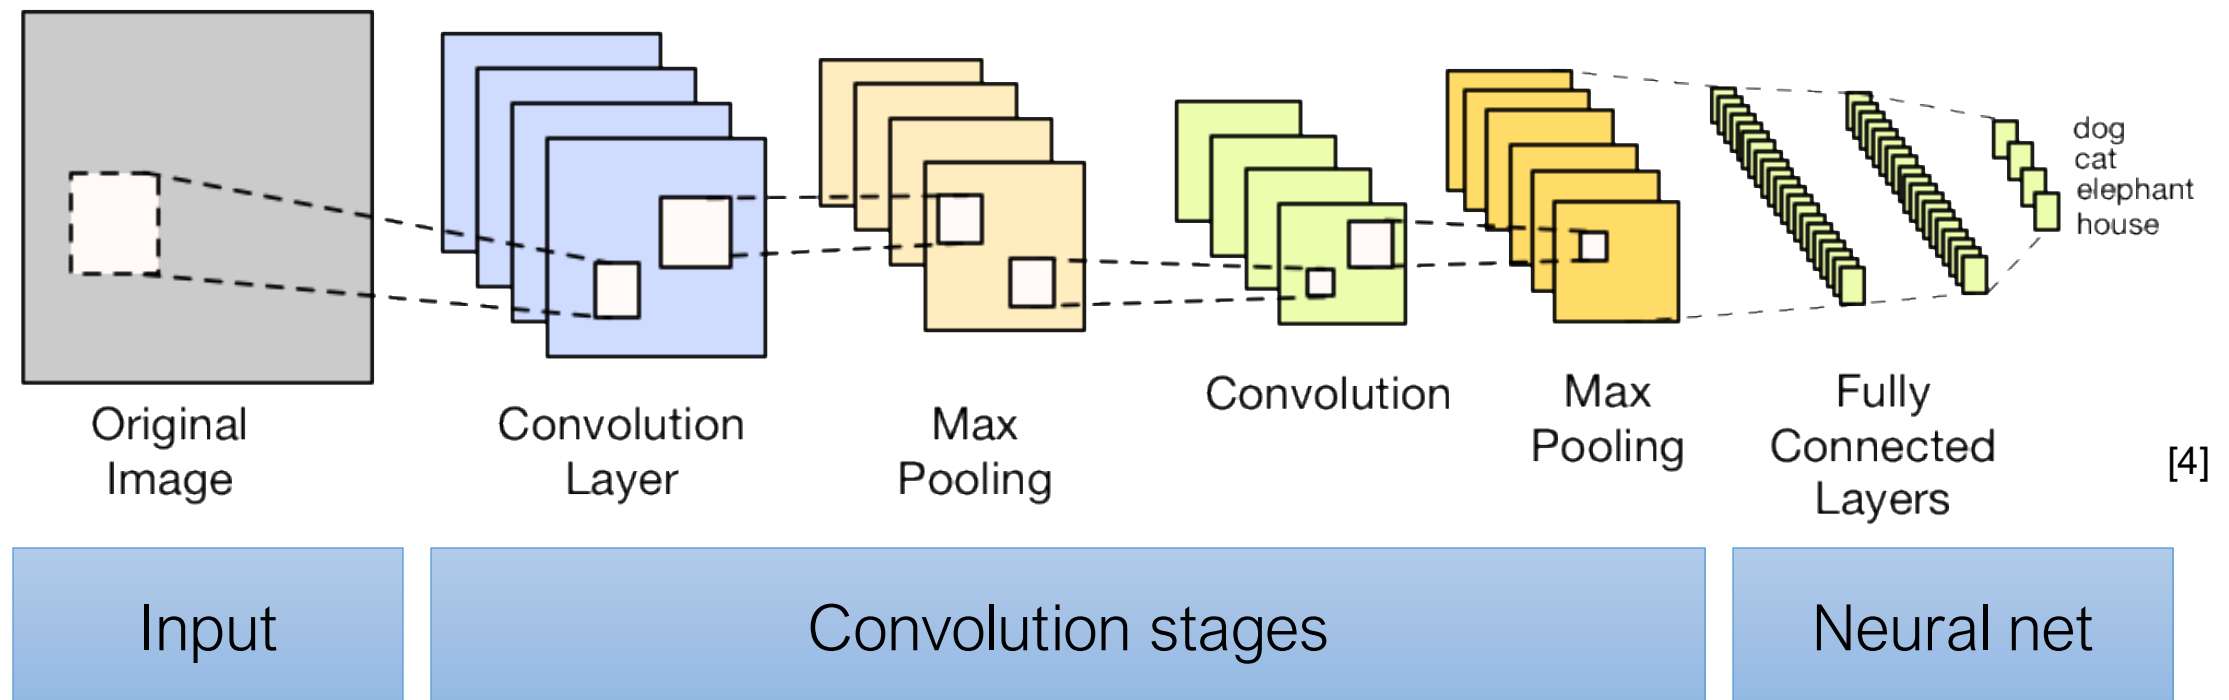 dog
cat
elephant
house
Original
Image
Convolution
Layer
Max
Pooling
Convolution
Max
Pooling
Fully
Connected
Layers
[4]
Input
Convolution stages
Neural net